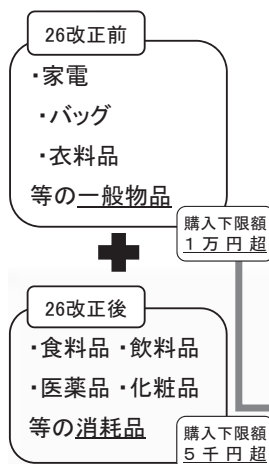 26改正前
・家電
・バッグ
・衣料品
等の一般物品
購入下限額
1万円超
26改正後
・食料品・飲料品
・医薬品・化粧品
等の消耗品
購入下限額
5千円超